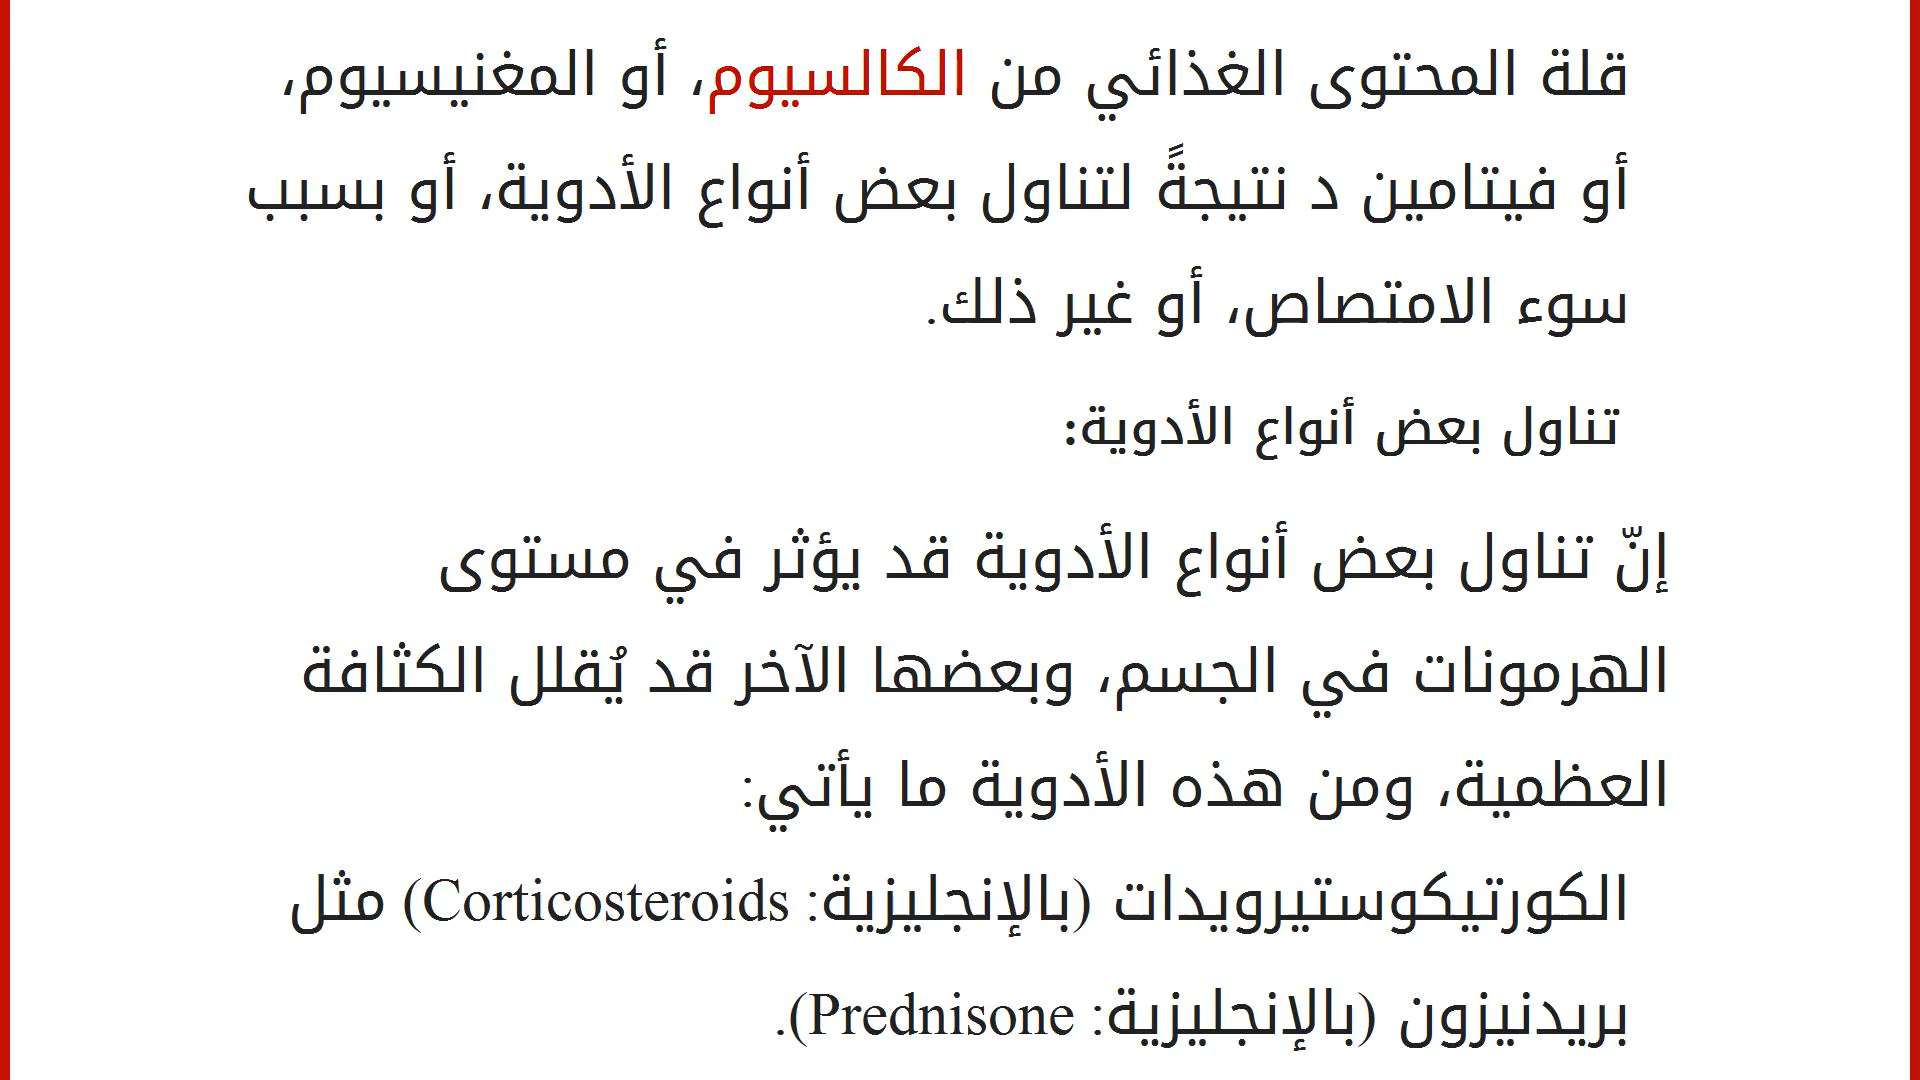 قلة المحتوى الغذائي من الكالسيوم، أو المغنيسيوم،
أو فيتامين د نتيجةً لتناول بعض أنواع الأدوية، أو بسبب
سوء الامتصاص، أو غير ذلك.
تناول بعض أنواع الأدوية:
إنّ تناول بعض أنواع الأدوية قد يؤثر في مستوى
الهرمونات في الجسم، وبعضها الآخر قد يُقلل الكثافة
العظمية، ومن هذه الأدوية ما يأتي:
الكورتيكوستيرويدات (بالإنجليزية: Corticosteroids) مثل
بريدنيزون (بالإنجليزية: Prednisone).